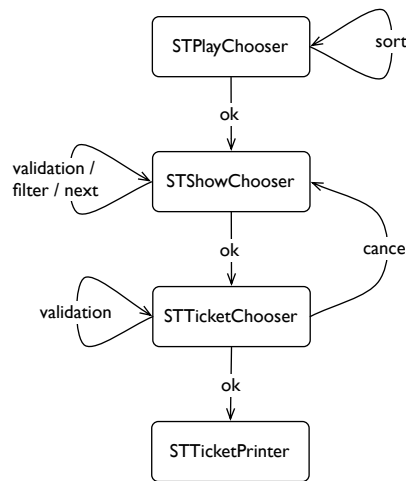 STPlayChooser
sort
ok
validation /
filter / next
STShowChooser
ok
cance
validation
STTicketChooser
ok
STTicketPrinter